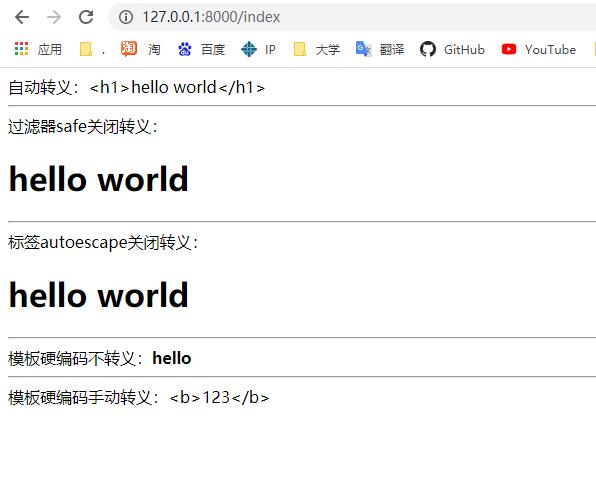 127.0.0.1:8000/index
应用 . 淘 淘 百度 IP 大学 翻译 GitHub YouTube
自动转义：<h1>hello world</h1>
过滤器safe关闭转义：
hello world
标签autoescape关闭转义：
hello world
模板硬编码不转义：hello
模板硬编码手动转义：<b>123</b>